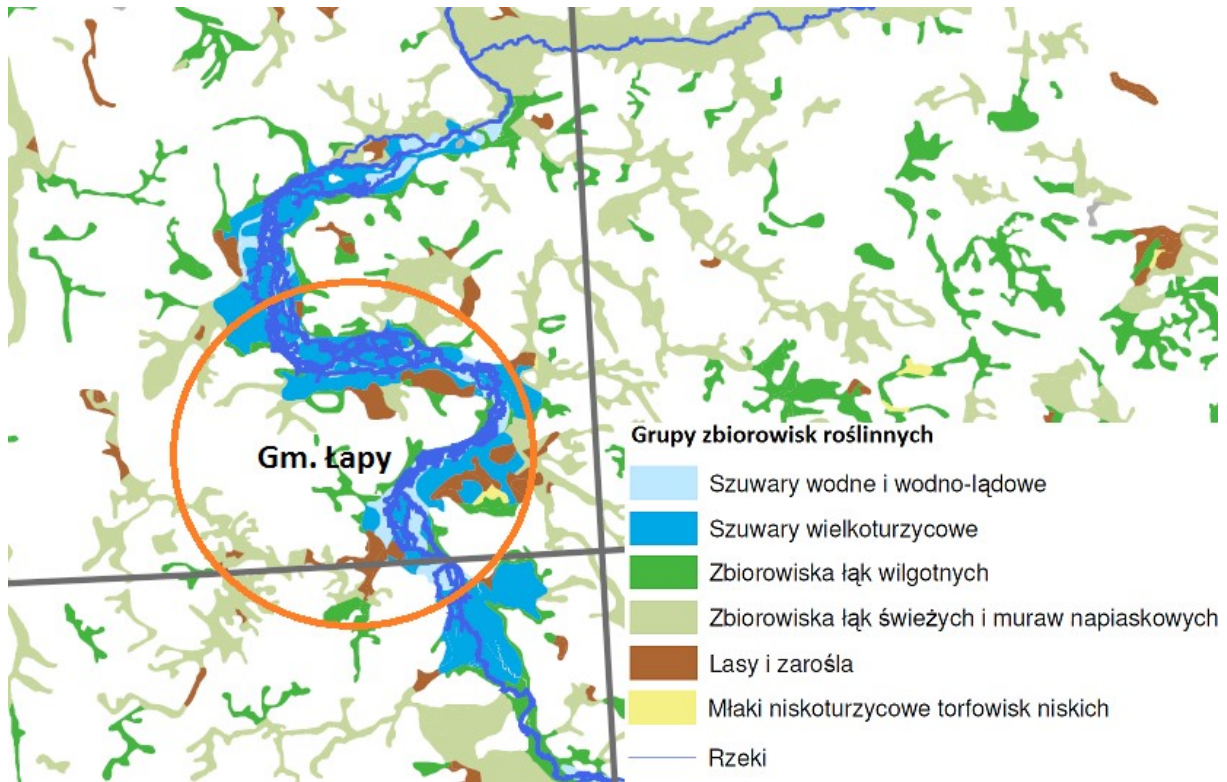 Gm. Łapy
Grupy zbiorowisk roślinnych
Szuwary wodne i wodno-lądowe
Szuwary wielkoturzycowe
Zbiorowiska łąk wilgotnych
Zbiorowiska łąk świeżych i muraw napiaskowych
Lasy i zarośla
Młaki niskoturzycowe torfowisk niskich
Rzeki